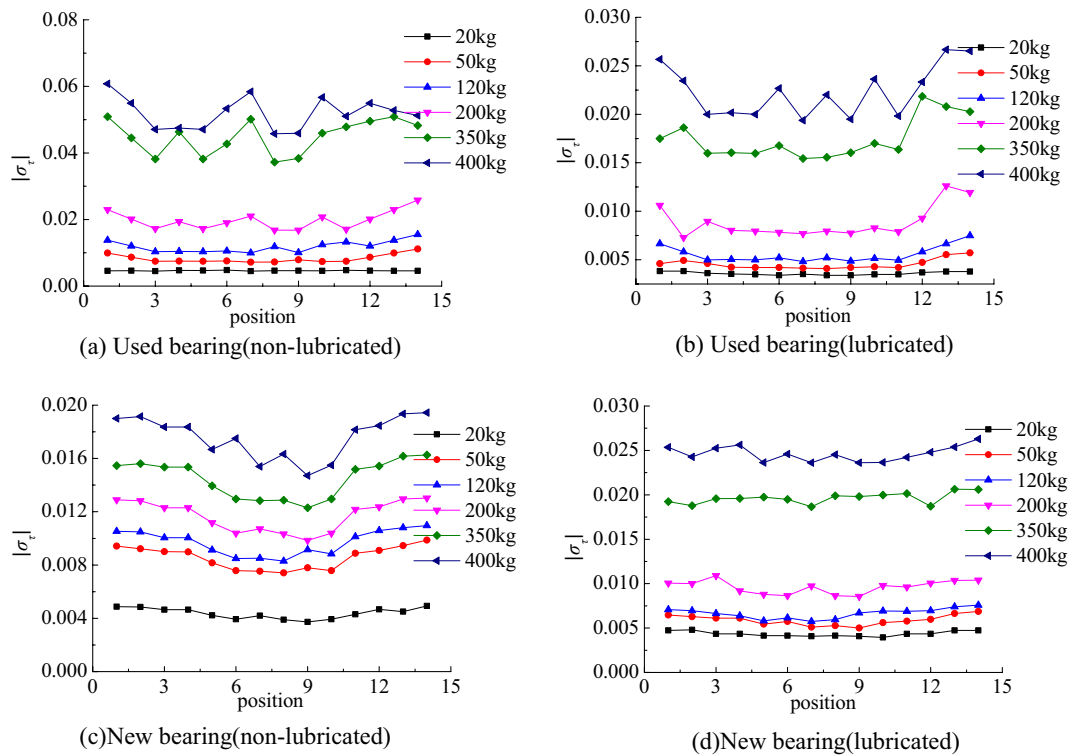 0.08
0.06
0.04
0.02
0.00
|στ|
0 3 6 9 12 15
position
20kg
50kg
120kg
200kg
350kg
400kg
(a) Used bearing(non-lubricated)
0.030
0.025
0.020
0.015
0.010
0.005
|στ|
0 3 6 9 12 15
position
20kg
50kg
120kg
200kg
350kg
400kg
(b) Used bearing(lubricated)
0.020
0.016
0.012
0.008
0.004
0.000
|στ|
0 3 6 9 12 15
position
20kg
50kg
120kg
200kg
350kg
400kg
(c)New bearing(non-lubricated)
0.030
0.025
0.020
0.015
0.010
0.005
0.000
|στ|
0 3 6 9 12 15
position
20kg
50kg
120kg
200kg
350kg
400kg
(d)New bearing(lubricated)